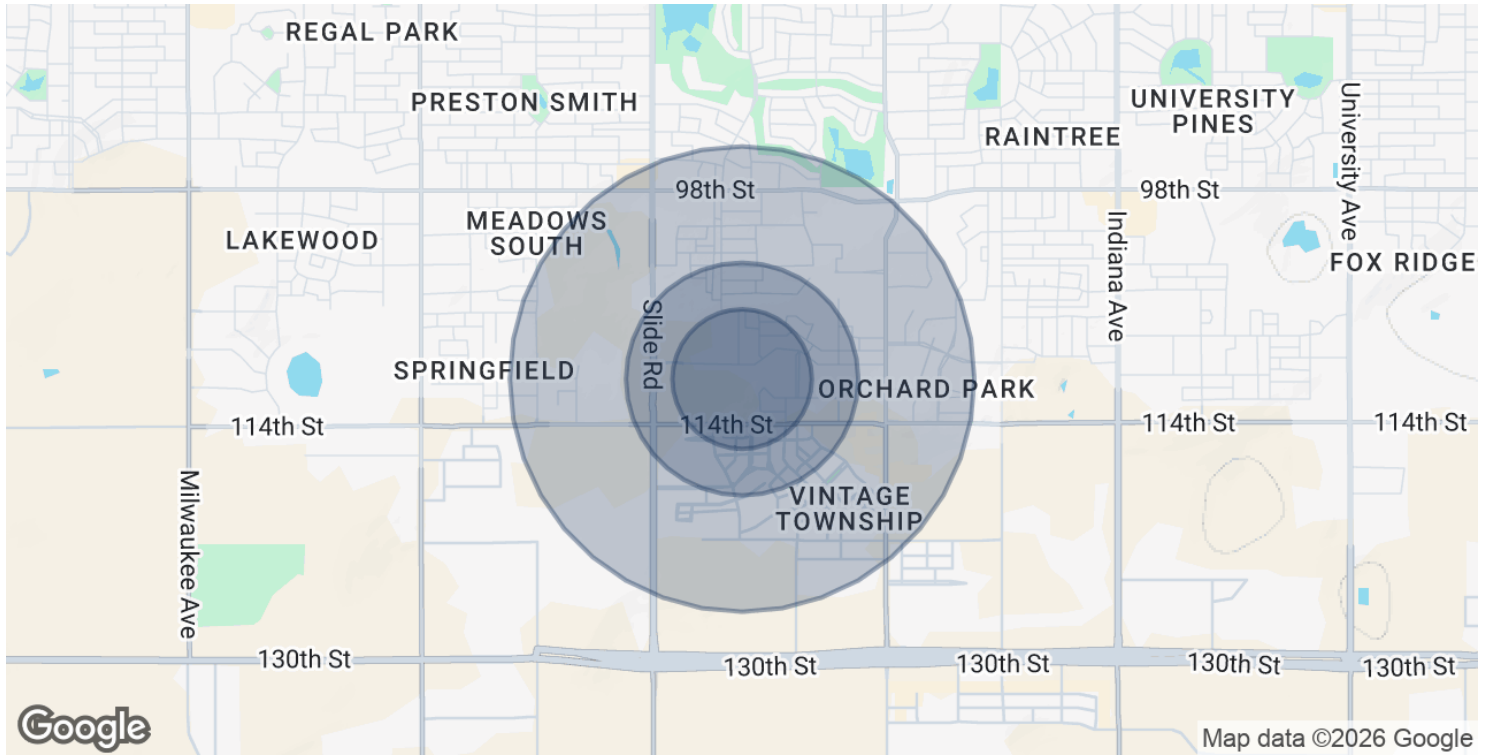 REGAL PARK
PRESTON SMITH
UNIVERSITY
PINES
University Ave
RAINTREE
98th St
98th St
MEADOWS
SOUTH
LAKEWOOD
Indiana Ave
FOX RIDGE
Slide Rd
SPRINGFIELD
ORCHARD PARK
114th St
114th St
114th St
114th St
Milwaukee Ave
VINTAGE
TOWNSHIP
130th St
130th St
130th St
130th St
130th St
Google
Map data ©2026 Google